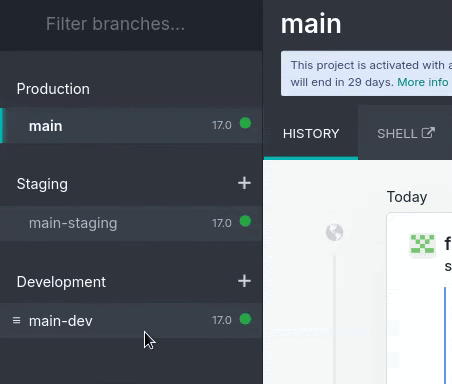 Filter branches...
Production
main 17.0
Staging +
main-staging 17.0
Development +
main-dev 17.0
main
This project is activated with
will end in 29 days. More info
HISTORY
SHELL
Today
f
s